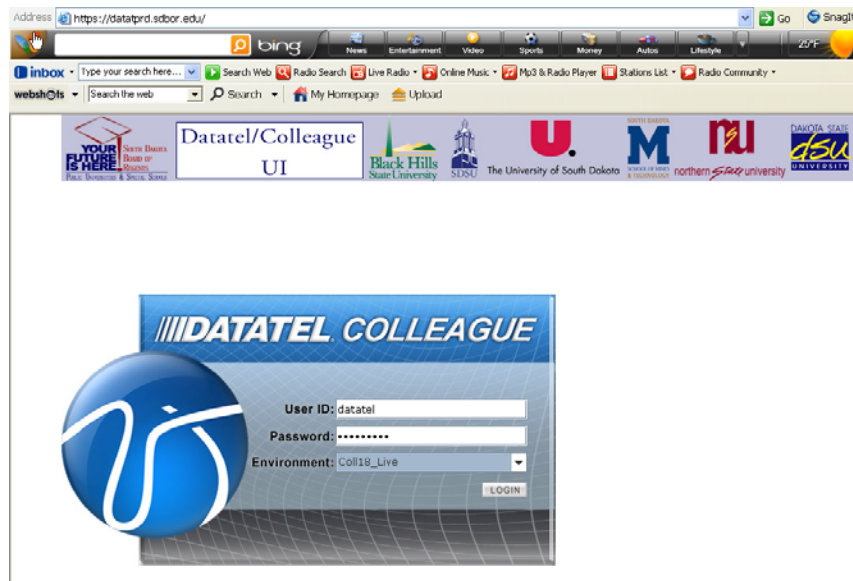 Address https://datatprd.sdbor.edu/ Go SnagIt
bing News Entertainment Video Sports Money Autos Lifestyle 25°F
inbox Type your search here... Search Web Radio Search Live Radio Online Music Mp3 & Radio Player Stations List Radio Community
websh ts Search the web Search My Homepage Upload
YOUR FUTURE IS HERE. South Dakota Board of Regents
Public Universities & Special Schools
Datatel/Colleague
UI
Black Hills
State University
SDSU
U.
The University of South Dakota
SOUTH DAKOTA
M
SCHOOL OF MINES
& TECHNOLOGY
nsu
northern State university
DAKOTA STATE
dsu
UNIVERSITY
DATATEL. COLLEAGUE
User ID: datatel
Password: •••••••••
Environment: Coll18_Live
LOGIN